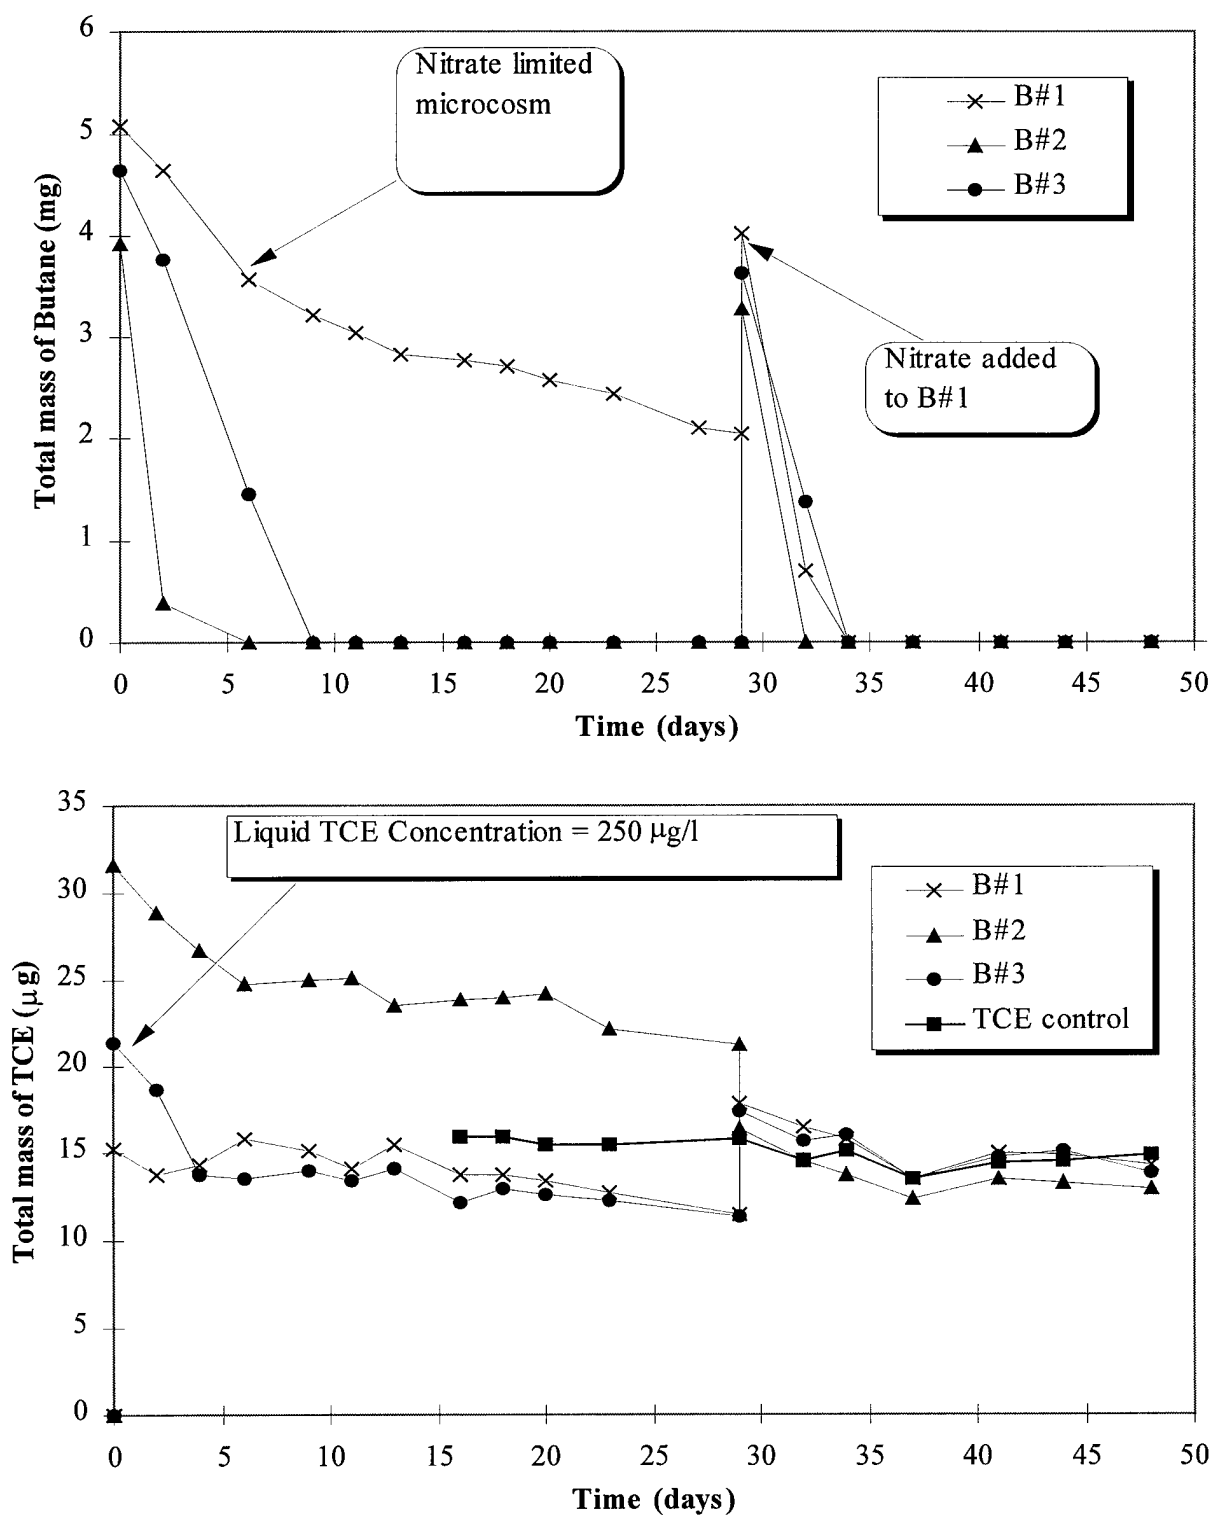 6
5
4
3
2
1
0
Total mass of Butane (mg)
Nitrate limited
microcosm
B#1
B#2
B#3
Nitrate added
to B#1
0 5 10 15 20 25 30 35 40 45 50
Time (days)
35
30
25
20
15
10
5
0
Total mass of TCE (μg)
Liquid TCE Concentration = 250 μg/l
B#1
B#2
B#3
TCE control
0 5 10 15 20 25 30 35 40 45 50
Time (days)